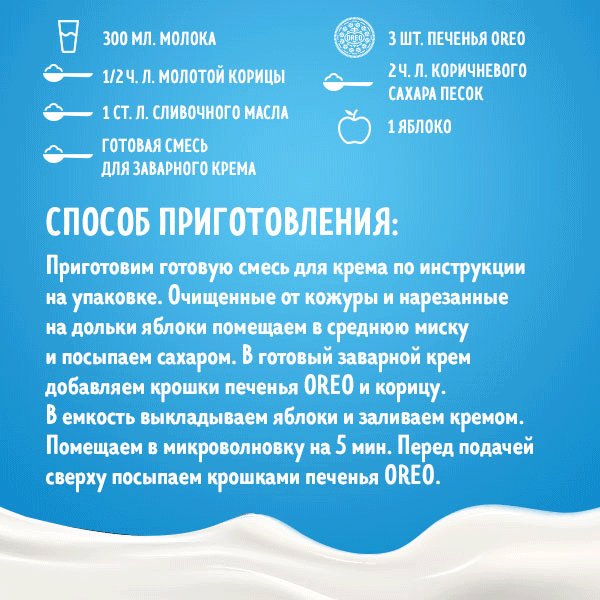 300 МЛ. МОЛОКА
1/2 Ч. Л. МОЛОТОЙ КОРИЦЫ
1 СТ. Л. СЛИВОЧНОГО МАСЛА
ГОТОВАЯ СМЕСЬ
ДЛЯ ЗАВАРНОГО КРЕМА
OREO
3 ШТ. ПЕЧЕНЬЯ OREO
2 Ч. Л. КОРИЧНЕВОГО
САХАРА ПЕСОК
1 ЯБЛОКО
СПОСОБ ПРИГОТОВЛЕНИЯ:
Приготовим готовую смесь для крема по инструкции
на упаковке. Очищенные от кожуры и нарезанные
на дольки яблоки помещаем в среднюю миску
и посыпаем сахаром. В готовый заварной крем
добавляем крошки печенья OREO и корицу.
В емкость выкладываем яблоки и заливаем кремом.
Помещаем в микроволновку на 5 мин. Перед подачей
сверху посыпаем крошками печенья OREO.